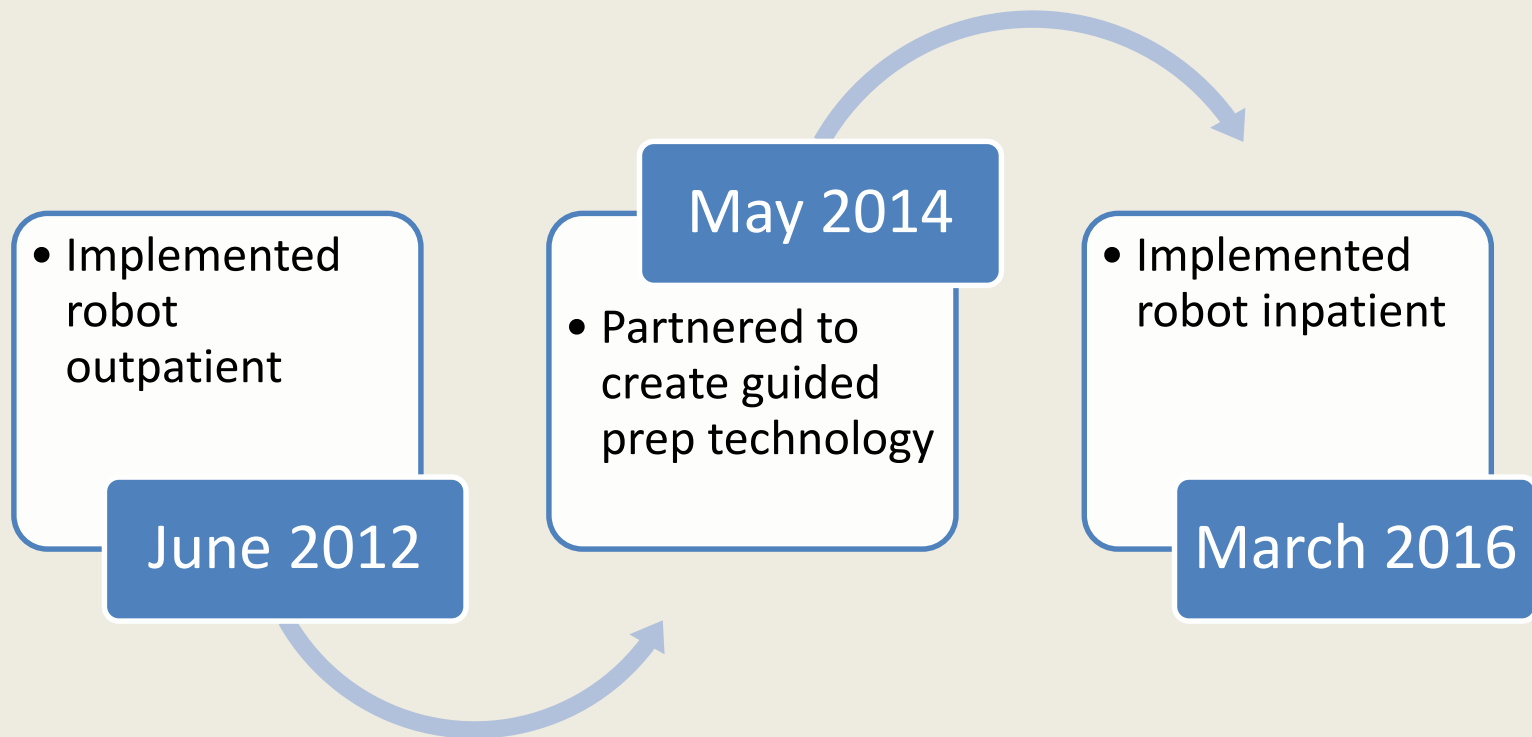 • Implemented
robot
outpatient
June 2012
May 2014
• Partnered to
create guided
prep technology
• Implemented
robot inpatient
March 2016